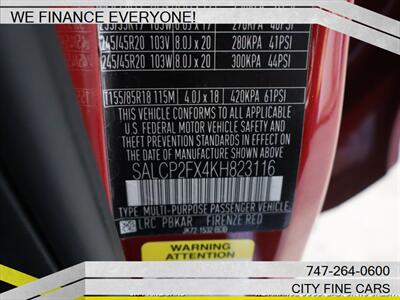 WE FINANCE EVERYONE!
245/45R20 103V 8.0J x 20 280KPA 41PSI
245/45R20 103W 8.0J x 20 300KPA 44PSI
T155/85R18 115M 4.0J x 18 420KPA 61PSI
THIS VEHICLE CONFORMS TO ALL APPLICABLE
U.S. FEDERAL MOTOR VEHICLE SAFETY AND
THEFT PREVENTION STANDARDS IN EFFECT ON
THE DATE OF MANUFACTURE SHOWN ABOVE.
SALCP2FX4KH823116
TYPE: MULTI-PURPOSE PASSENGER VEHICLE
LRC PBKAR FIRENZE RED
WARNING
ATTENTION
747-264-0600
CITY FINE CARS